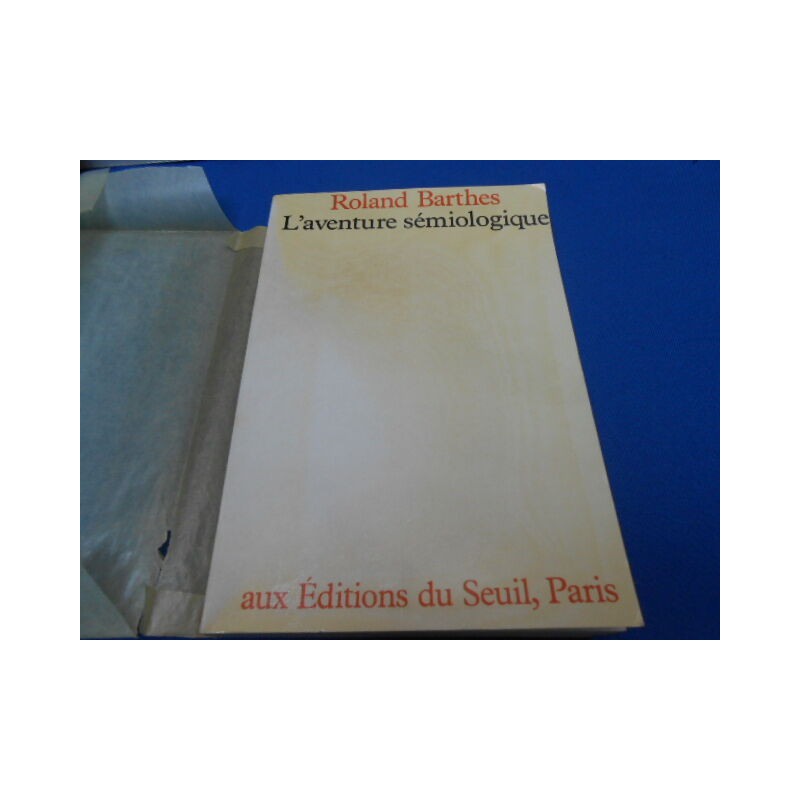 Roland Barthes
L'aventure sémiologique
aux Éditions du Seuil, Paris